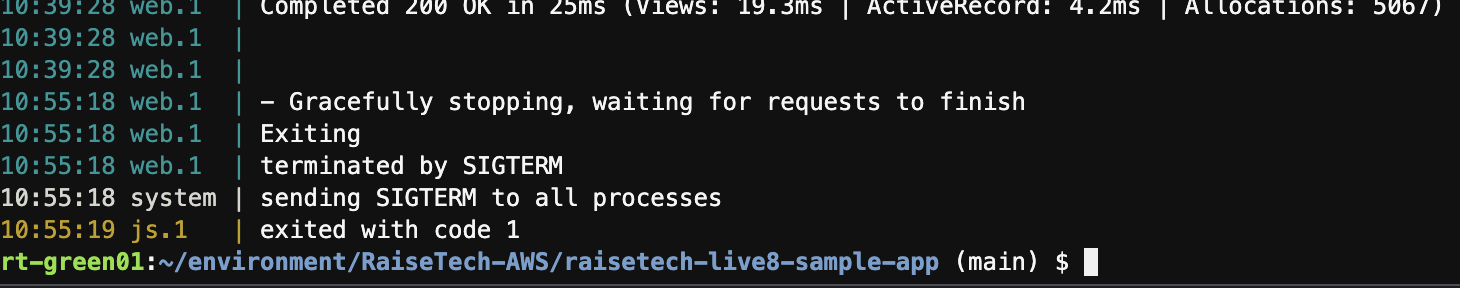 10:39:28 web.1  | Completed 200 OK in 25ms (Views: 19.3ms | ActiveRecord: 4.2ms | Allocations: 5067)
10:39:28 web.1  |
10:39:28 web.1  |
10:55:18 web.1  | - Gracefully stopping, waiting for requests to finish
10:55:18 web.1  | Exiting
10:55:18 web.1  | terminated by SIGTERM
10:55:18 system | sending SIGTERM to all processes
10:55:19 js.1   | exited with code 1
rt-green01:~/environment/RaiseTech-AWS/raisetech-live8-sample-app (main) $